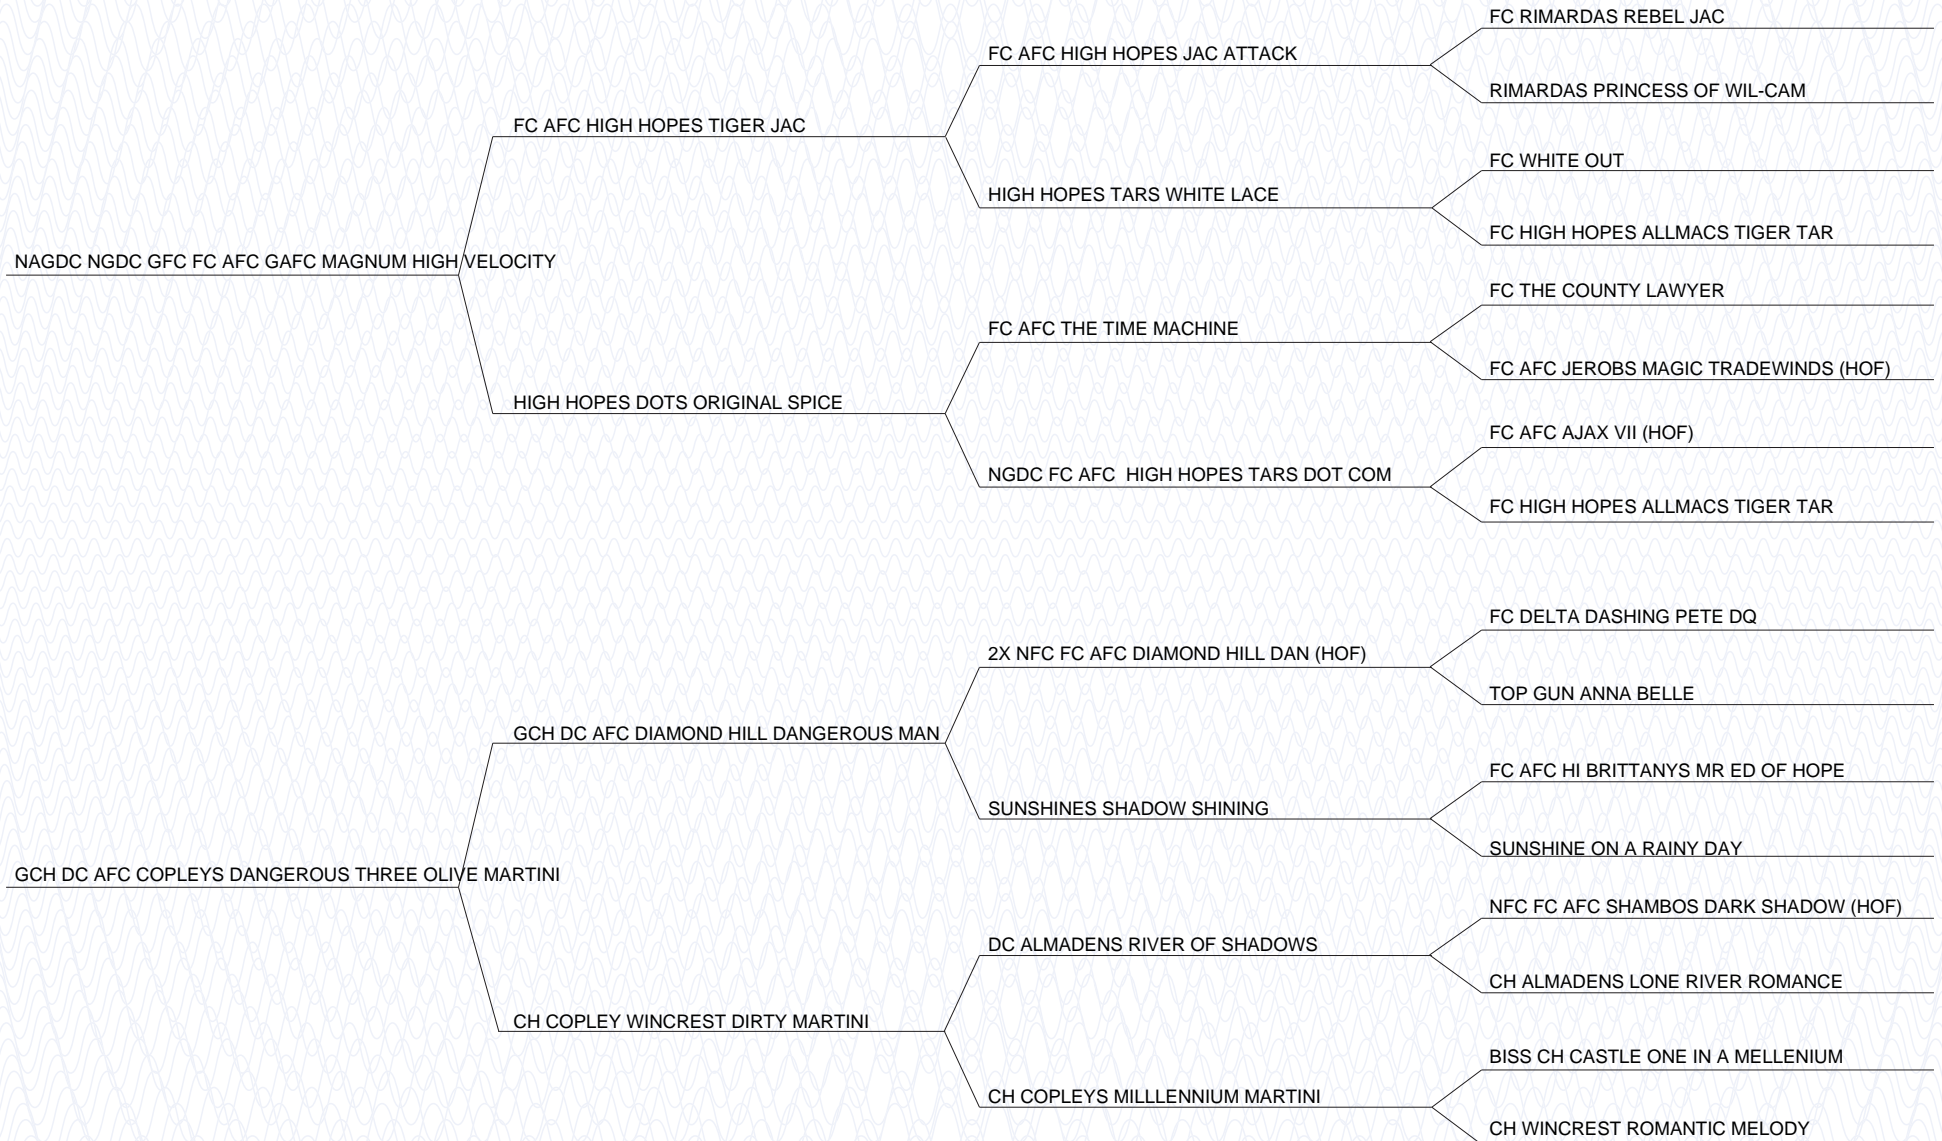 FC RIMARDAS REBEL JAC
FC AFC HIGH HOPES JAC ATTACK
RIMARDAS PRINCESS OF WIL-CAM
FC AFC HIGH HOPES TIGER JAC
FC WHITE OUT
HIGH HOPES TARS WHITE LACE
FC HIGH HOPES ALLMACS TIGER TAR
NAGDC NGDC GFC FC AFC GAFC MAGNUM HIGH VELOCITY
FC THE COUNTY LAWYER
FC AFC THE TIME MACHINE
FC AFC JEROBS MAGIC TRADEWINDS (HOF)
HIGH HOPES DOTS ORIGINAL SPICE
FC AFC AJAX VII (HOF)
NGDC FC AFC  HIGH HOPES TARS DOT COM
FC HIGH HOPES ALLMACS TIGER TAR
FC DELTA DASHING PETE DQ
2X NFC FC AFC DIAMOND HILL DAN (HOF)
TOP GUN ANNA BELLE
GCH DC AFC DIAMOND HILL DANGEROUS MAN
FC AFC HI BRITTANYS MR ED OF HOPE
SUNSHINES SHADOW SHINING
SUNSHINE ON A RAINY DAY
GCH DC AFC COPLEYS DANGEROUS THREE OLIVE MARTINI
NFC FC AFC SHAMBOS DARK SHADOW (HOF)
DC ALMADENS RIVER OF SHADOWS
CH ALMADENS LONE RIVER ROMANCE
CH COPLEY WINCREST DIRTY MARTINI
BISS CH CASTLE ONE IN A MELLENIUM
CH COPLEYS MILLLENNIUM MARTINI
CH WINCREST ROMANTIC MELODY